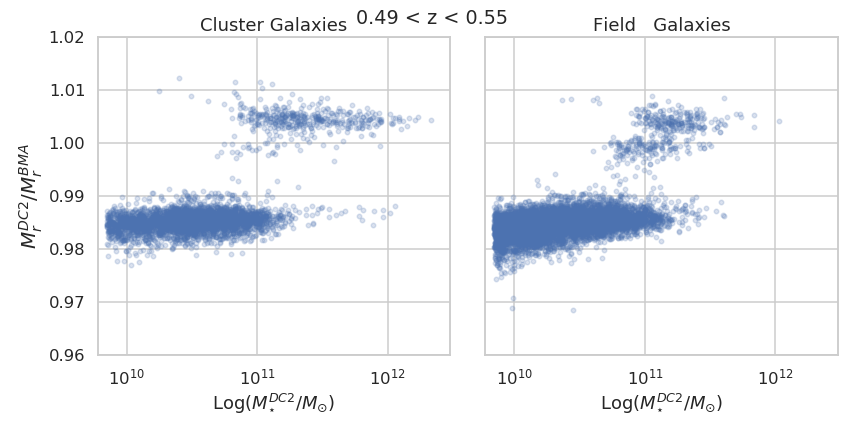 0.49 < z < 0.55
Cluster Galaxies
Field   Galaxies
1.02
1.01
1.00
0.99
0.98
0.97
0.96
M_r^{DC2}/M_r^{BMA}
10^{10}
10^{11}
10^{12}
10^{10}
10^{11}
10^{12}
Log(M_⋆^{DC2}/M_⊙)
Log(M_⋆^{DC2}/M_⊙)